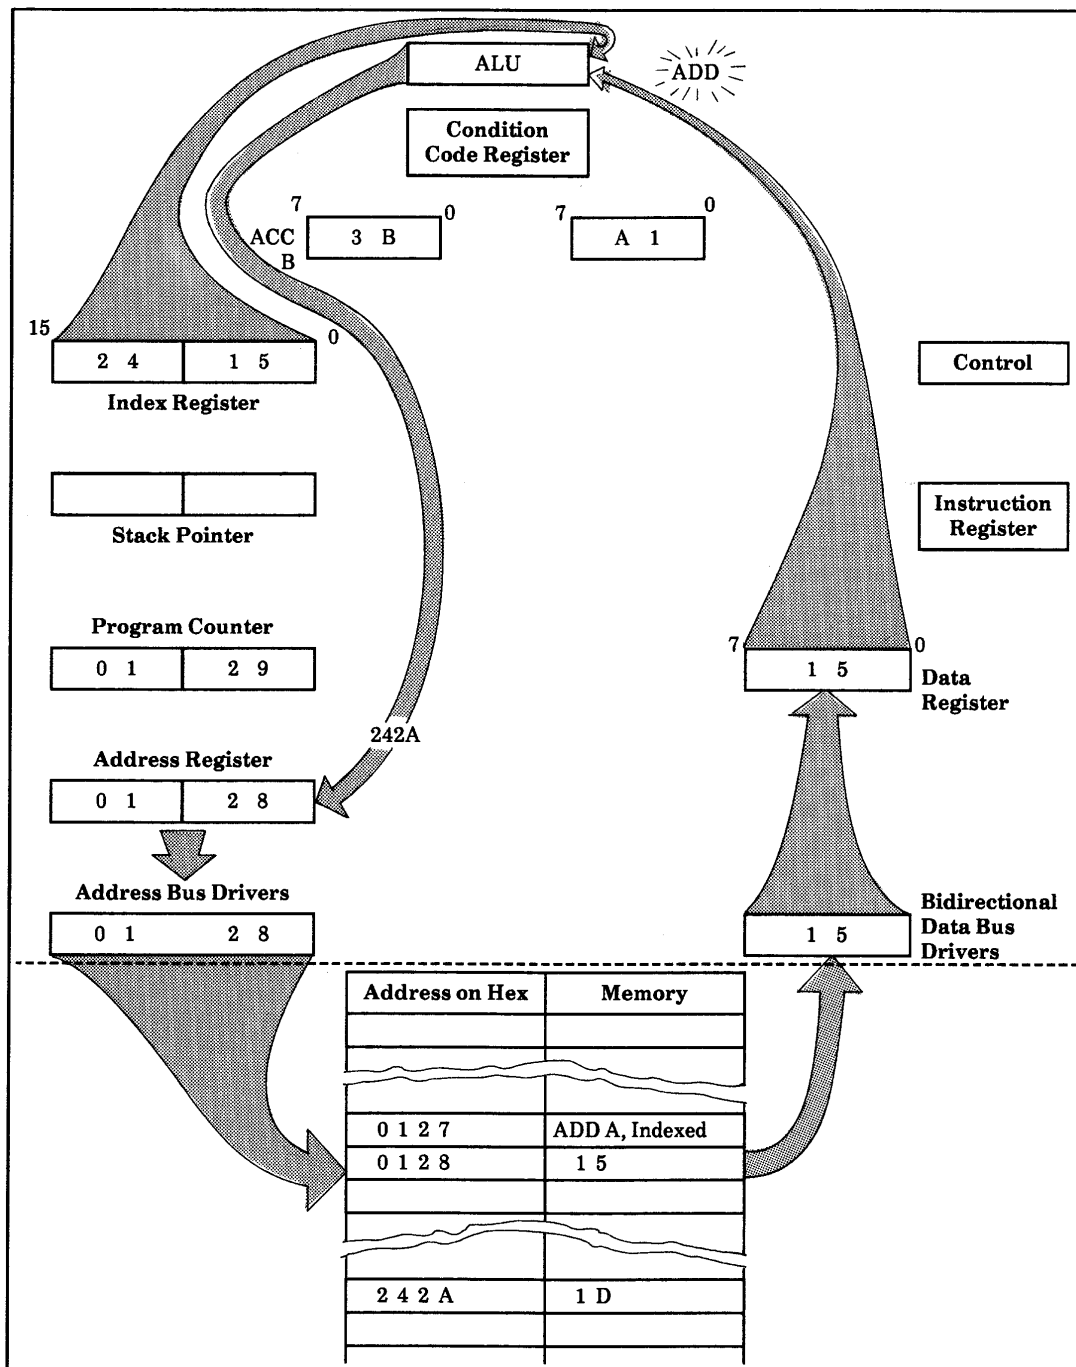 ALU
ADD
Condition
Code Register
7
0
7
0
ACC
B
3 B
A 1
15
0
2 4 1 5
Index Register
Control
Stack Pointer
Instruction
Register
Program Counter
0 1 2 9
7
0
1 5
Data
Register
242A
Address Register
0 1 2 8
Address Bus Drivers
0 1 2 8
1 5
Bidirectional
Data Bus
Drivers
Address on Hex Memory
0 1 2 7 ADD A, Indexed
0 1 2 8 1 5
2 4 2 A 1 D